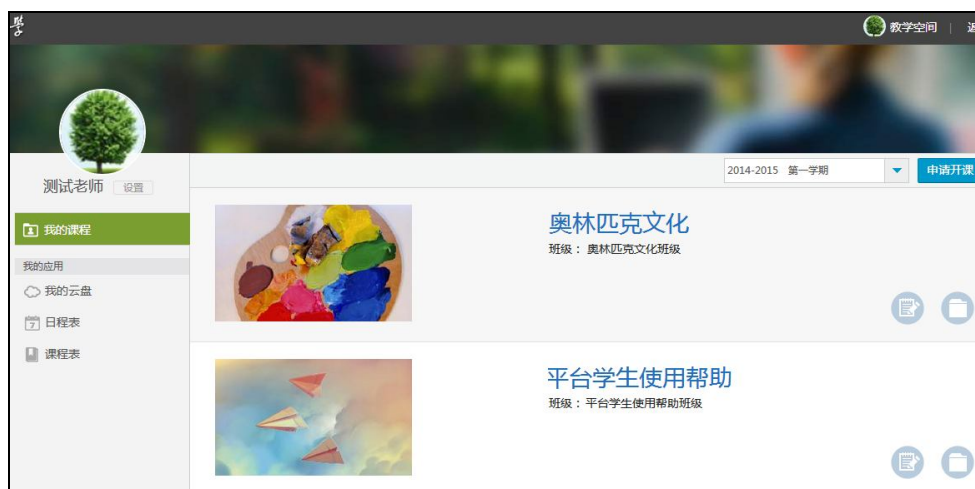 教学空间 |
测试老师 设置
2014-2015 第一学期 申请开课
我的课程
我的应用
我的云盘
7 日程表
课程表
奥林匹克文化
班级： 奥林匹克文化班级
平台学生使用帮助
班级： 平台学生使用帮助班级